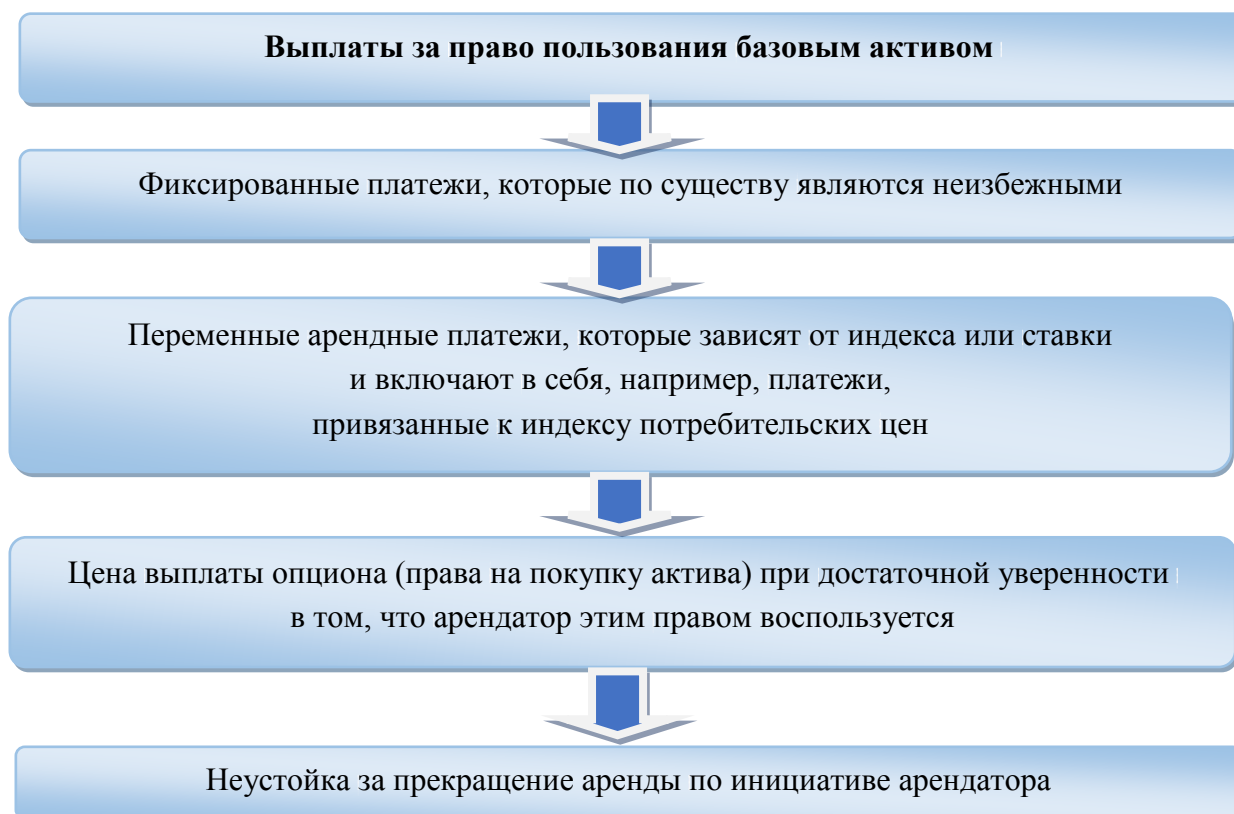 Выплаты за право пользования базовым активом
Фиксированные платежи, которые по существу являются неизбежными
Переменные арендные платежи, которые зависят от индекса или ставки
и включают в себя, например, платежи,
привязанные к индексу потребительских цен
Цена выплаты опциона (права на покупку актива) при достаточной уверенности
в том, что арендатор этим правом воспользуется
Неустойка за прекращение аренды по инициативе арендатора